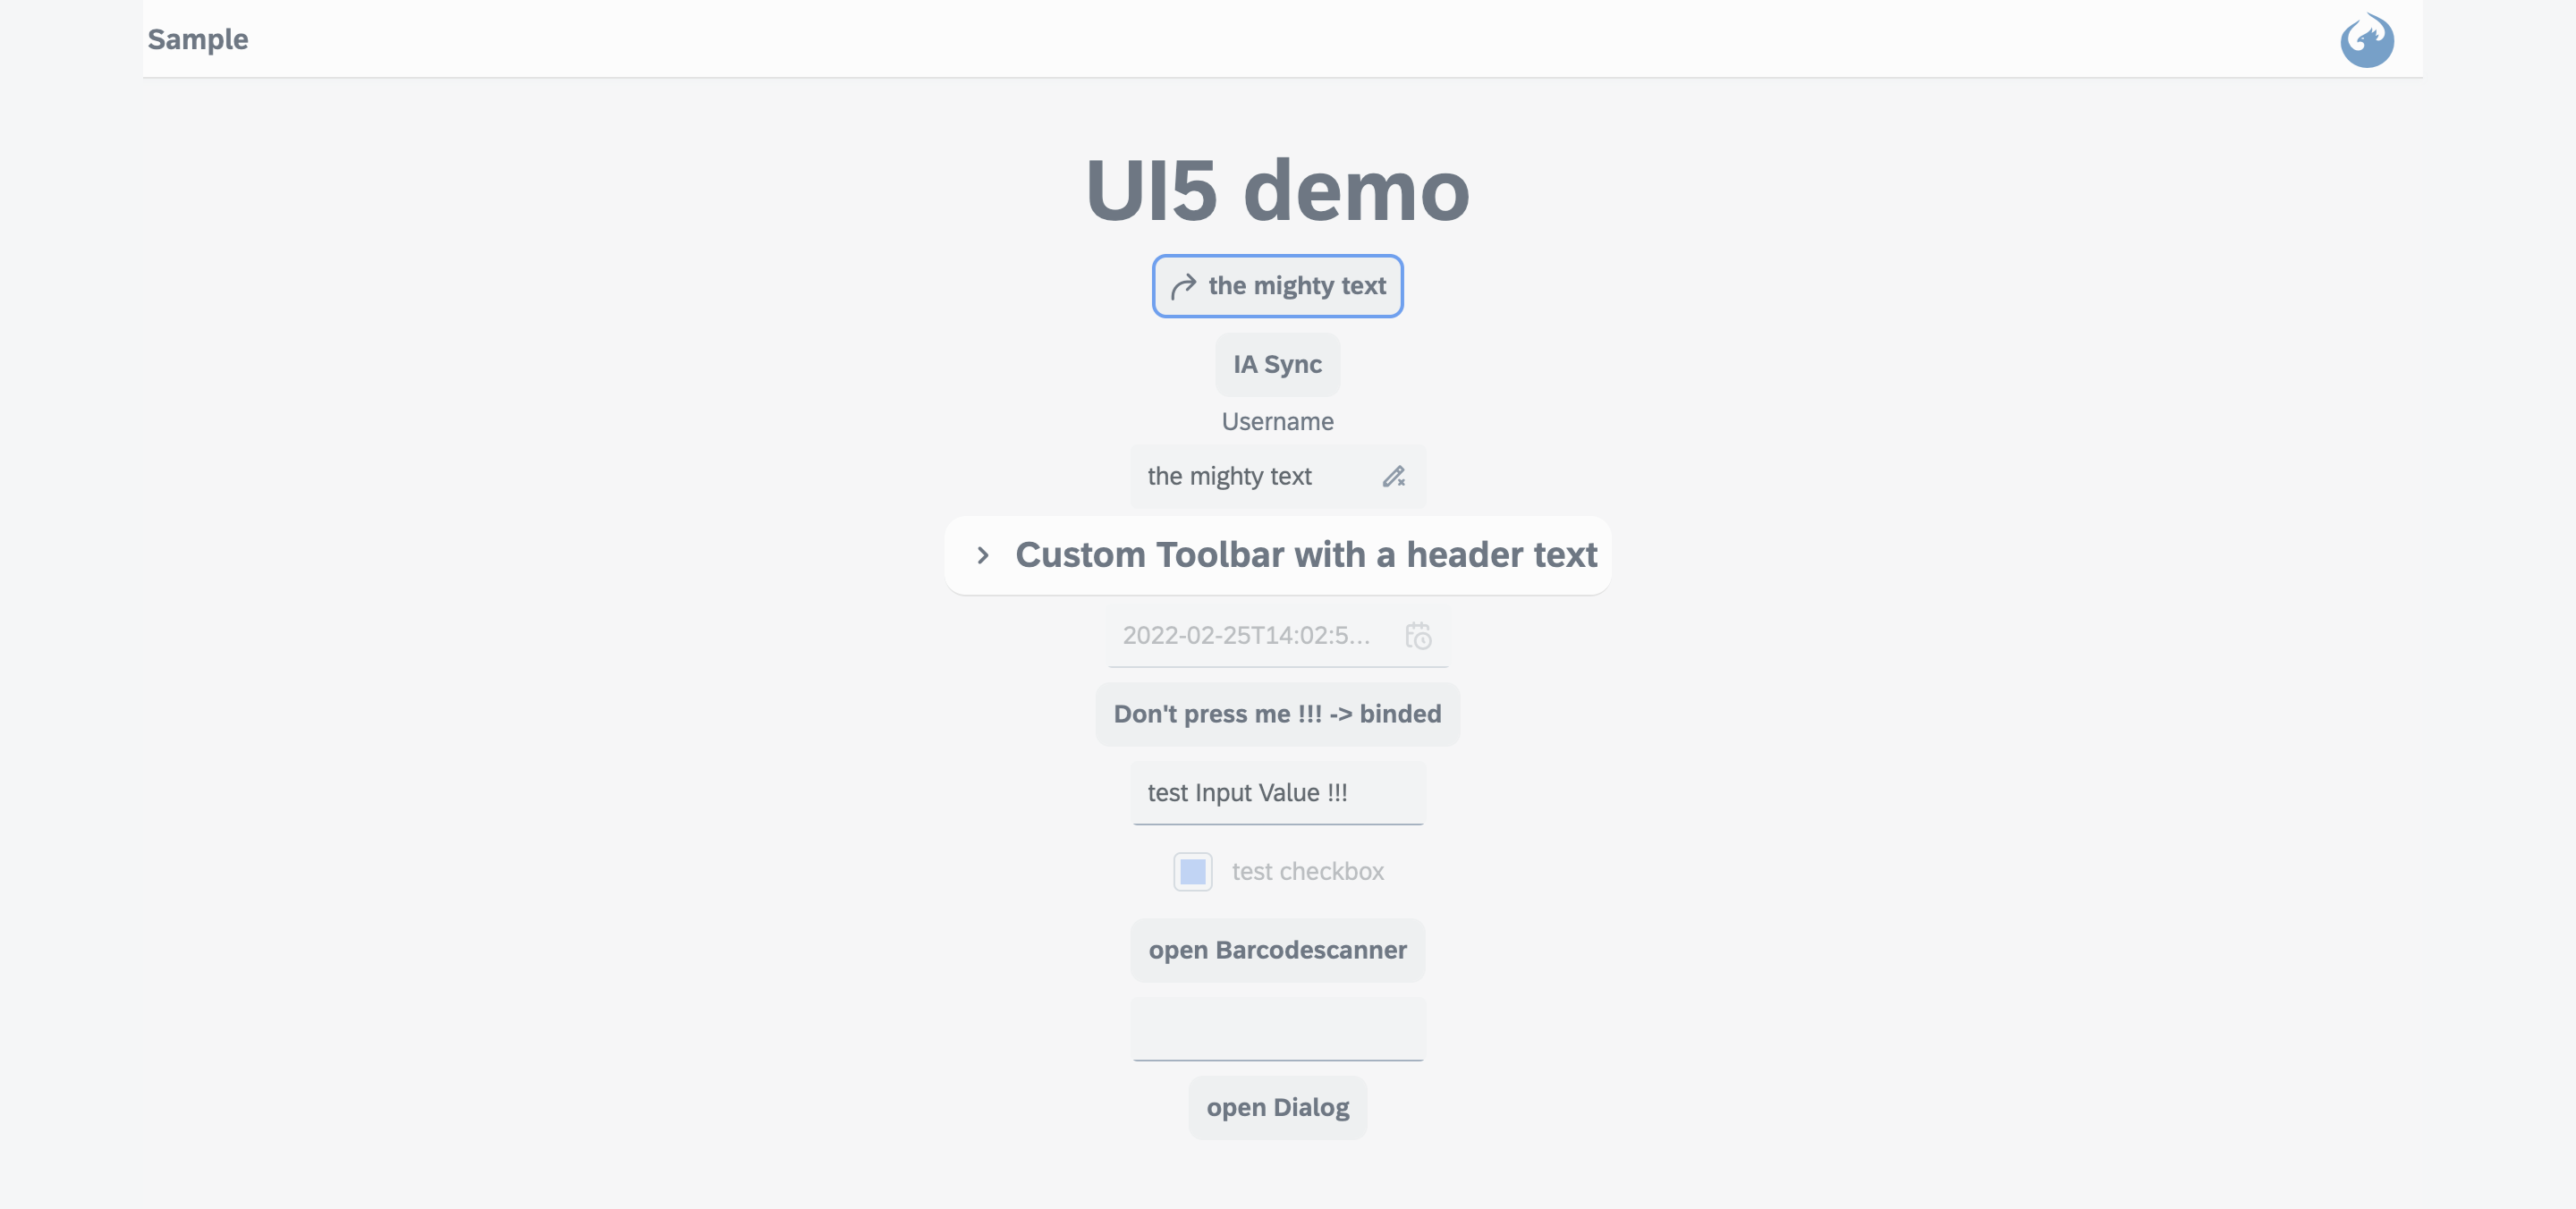 Sample
UI5 demo
the mighty text
IA Sync
Username
the mighty text
Custom Toolbar with a header text
2022-02-25T14:02:5...
Don't press me !!! -> binded
test Input Value !!!
test checkbox
open Barcodescanner
open Dialog